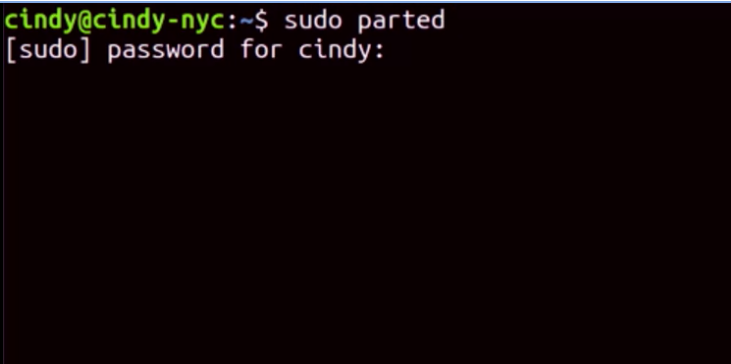 cindy@cindy-nyc:~$ sudo parted
[sudo] password for cindy: